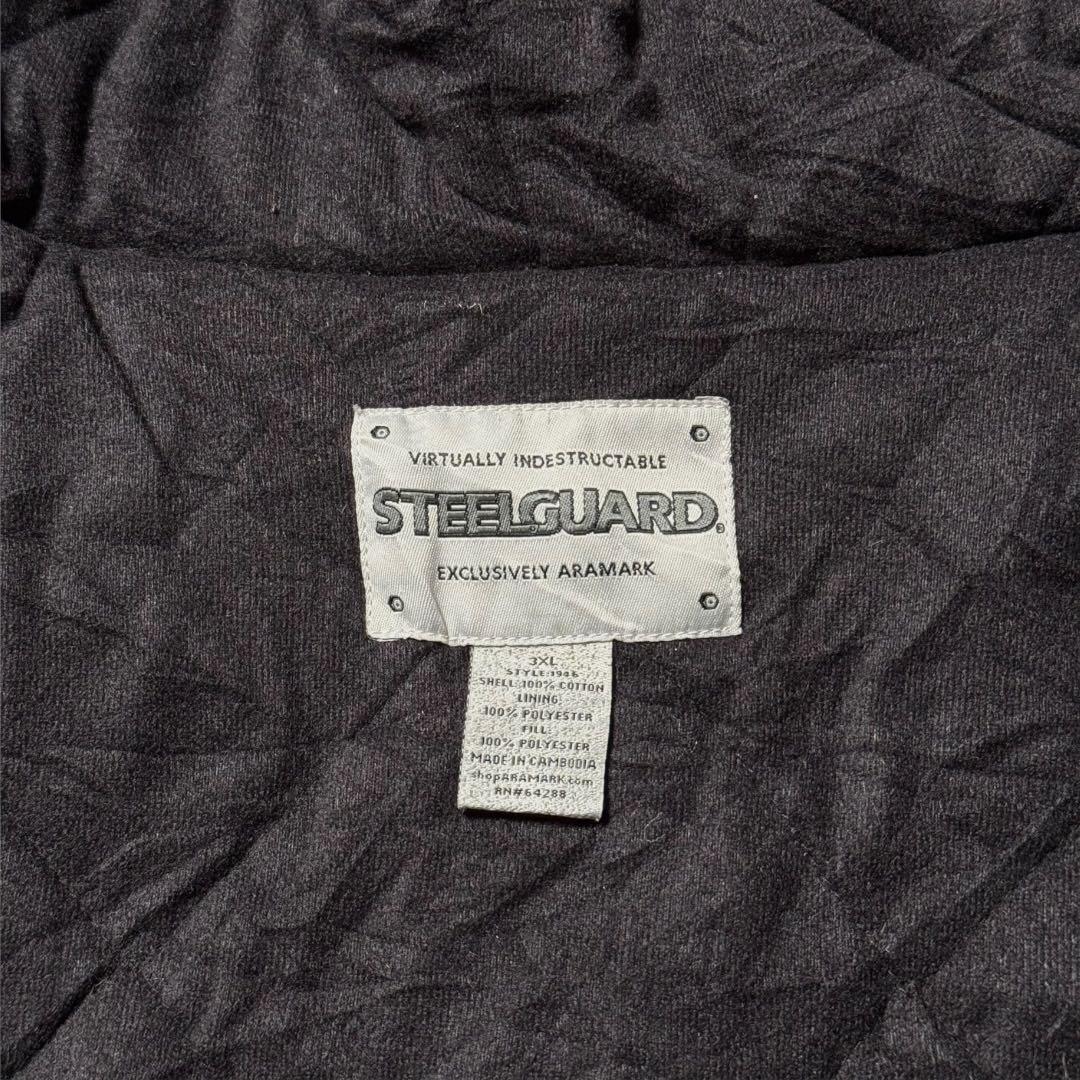 VIRTUALLY INDESTRUCTABLE
STEELGUARD®
EXCLUSIVELY ARAMARK
3XL
STYLE:1946
SHELL:100% COTTON
LINING:
100% POLYESTER
FILL:
100% POLYESTER
MADE IN CAMBODIA
shopARAMARK.com
RN#64288